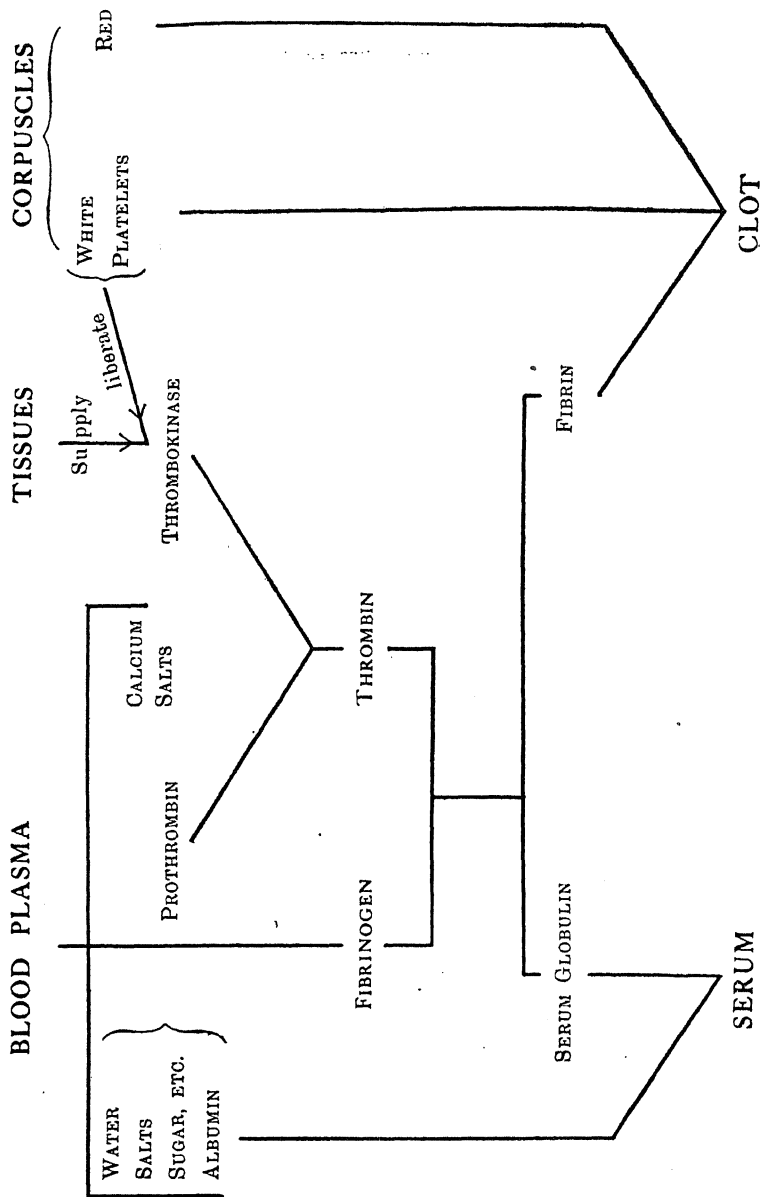 BLOOD PLASMA
TISSUES
CORPUSCLES
WATER
SALTS
SUGAR, ETC.
ALBUMIN
PROTHROMBIN
CALCIUM
SALTS
Supply
liberate
THROMBOKINASE
WHITE
PLATELETS
RED
FIBRINOGEN
THROMBIN
SERUM GLOBULIN
FIBRIN
SERUM
CLOT